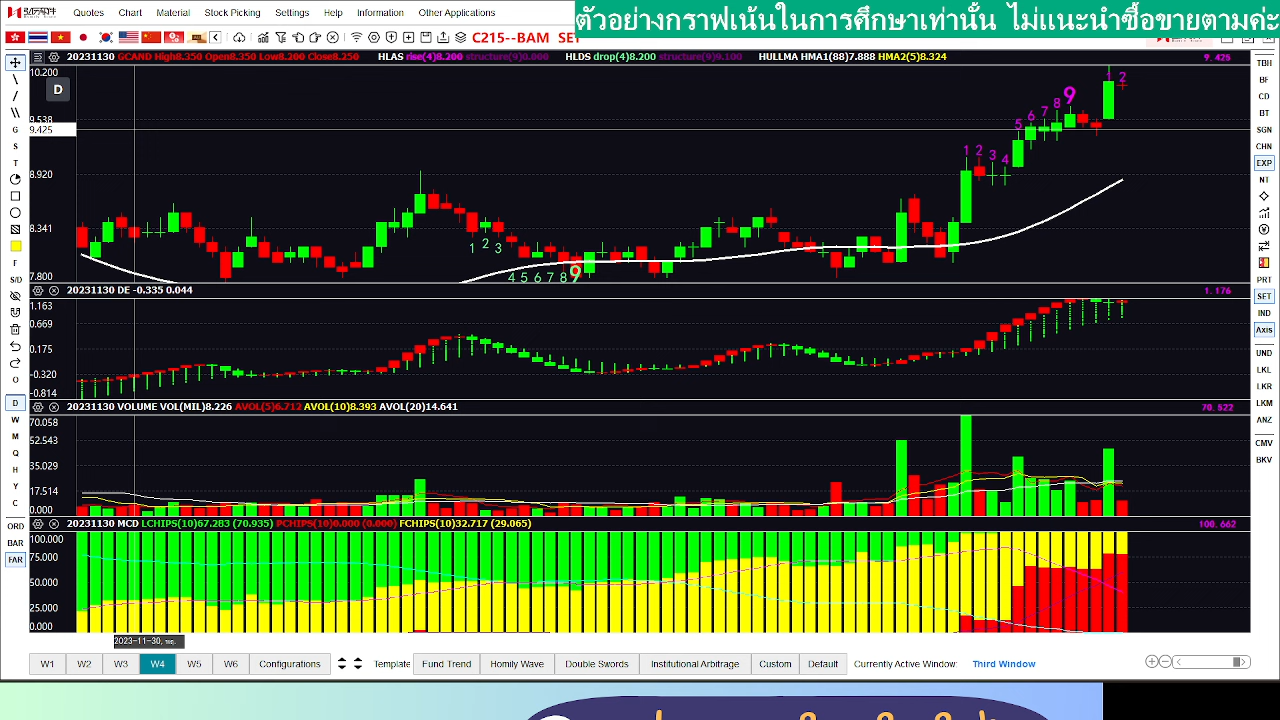 Quotes Chart Material Stock Picking Settings Help Information Other Applications
ตัวอย่างกราฟเน้นในการศึกษาเท่านั้น ไม่แนะนำซื้อขายตามค่ะ
C215--BAM SET
20231130 GCAND High8.350 Open8.350 Low8.200 Close8.250 HLAS rise(4)8.200 structure(9)0.000 HLDS drop(4)8.200 structure(9)9.100 HULLMA HMA1(88)7.888 HMA2(5)8.324 9.425
10.200
D
9.538
9.425
8.920
8.341
7.800
1 2 3 4 5 6 7 8 9
1 2 3 4 5 6 7 8 9
1 2
20231130 DE -0.335 0.044 1.176
1.163
0.669
0.175
-0.320
-0.814
20231130 VOLUME VOL(MIL)8.226 AVOL(5)6.712 AVOL(10)8.393 AVOL(20)14.641 70.522
70.058
52.543
35.029
17.514
0.000
20231130 MCD LCHIPS(10)67.283 (70.935) PCHIPS(10)0.000 (0.000) FCHIPS(10)32.717 (29.065) 100.662
100.000
75.000
50.000
25.000
0.000
2023-11-30, พฤ.
W1 W2 W3 W4 W5 W6 Configurations Template Fund Trend Homily Wave Double Swords Institutional Arbitrage Custom Default Currently Active Window: Third Window
G
S
T
F
S/D
O
D
W
M
Q
H
Y
C
ORD
BAR
FAR
TBH
BF
CD
BT
SGN
CHN
EXP
NT
PRT
SET
IND
Axis
UND
LKL
LKR
LKM
ANZ
CMV
BKV